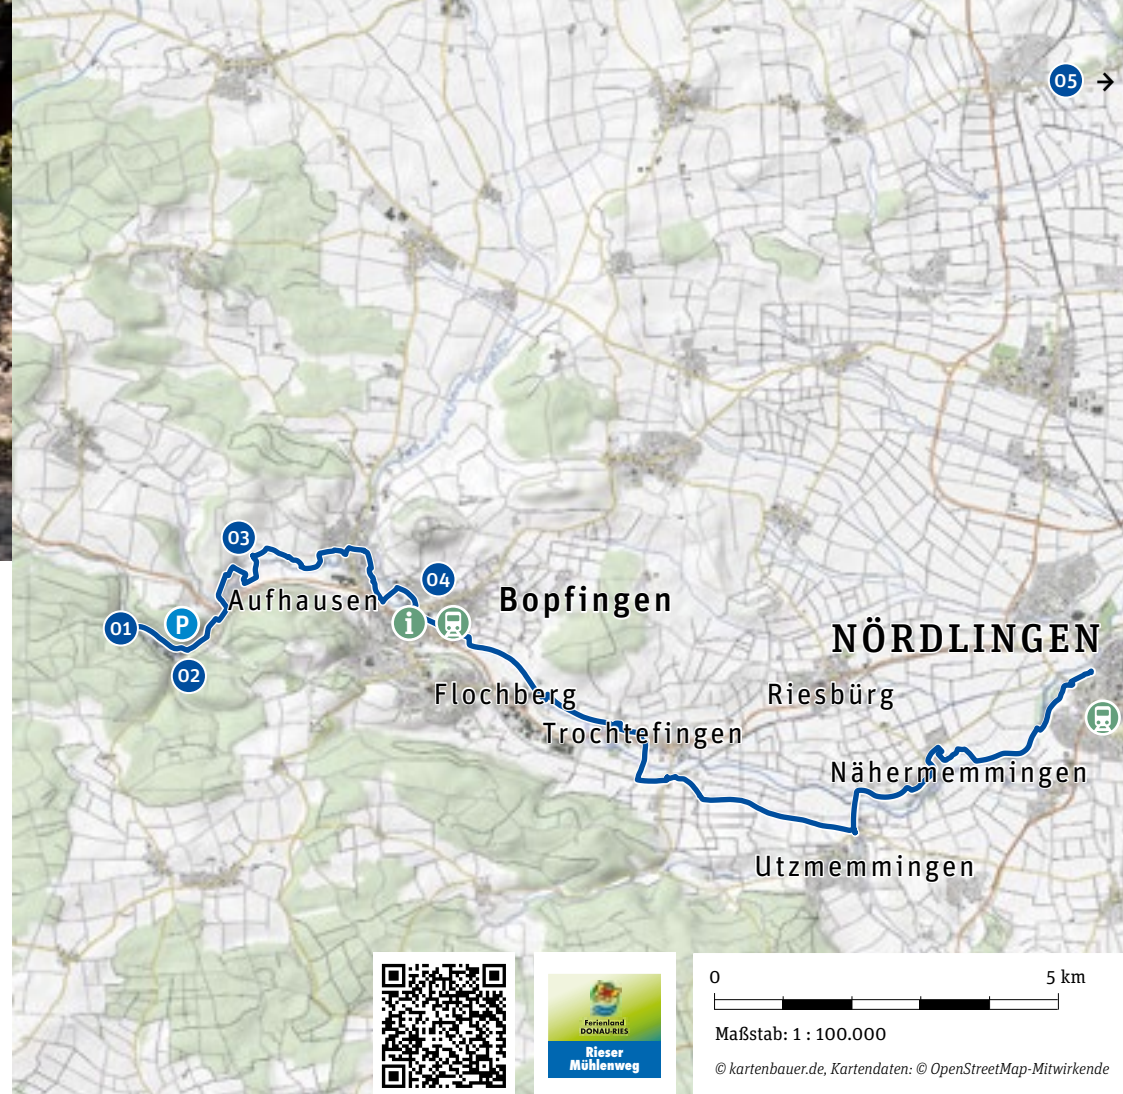 05
03
04
Aufhausen
Bopfingen
P
i
01
NÖRDLINGEN
02
Flochberg
Riesbürg
Trochtefingen
Nähermemmingen
Utzmemmingen
0
5 km
Ferienland
DONAU-RIES
Maßstab: 1 : 100.000
Rieser
Mühlenweg
© kartenbauer.de, Kartendaten: © OpenStreetMap-Mitwirkende